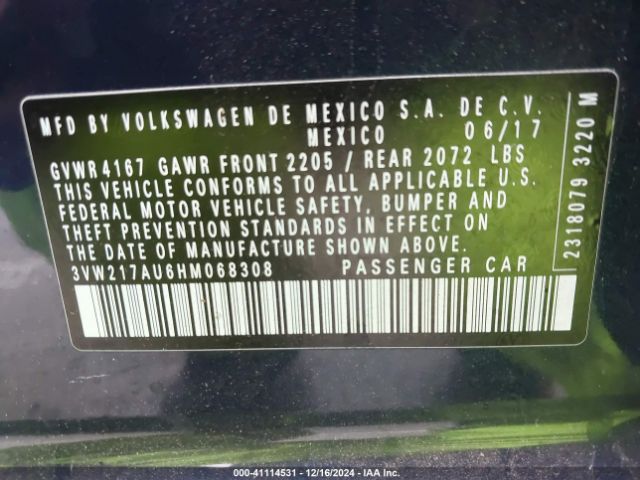 MFD BY VOLKSWAGEN DE MEXICO S.A. DE C.V.
MEXICO 06/17
GVWR 4167 GAWR FRONT 2205 / REAR 2072 LBS
THIS VEHICLE CONFORMS TO ALL APPLICABLE U.S.
FEDERAL MOTOR VEHICLE SAFETY, BUMPER AND
THEFT PREVENTION STANDARDS IN EFFECT ON
THE DATE OF MANUFACTURE SHOWN ABOVE.
3VW217AU6HM068308 PASSENGER CAR
2318079 3220 M
000-41114531 - 12/16/2024 - IAA Inc.